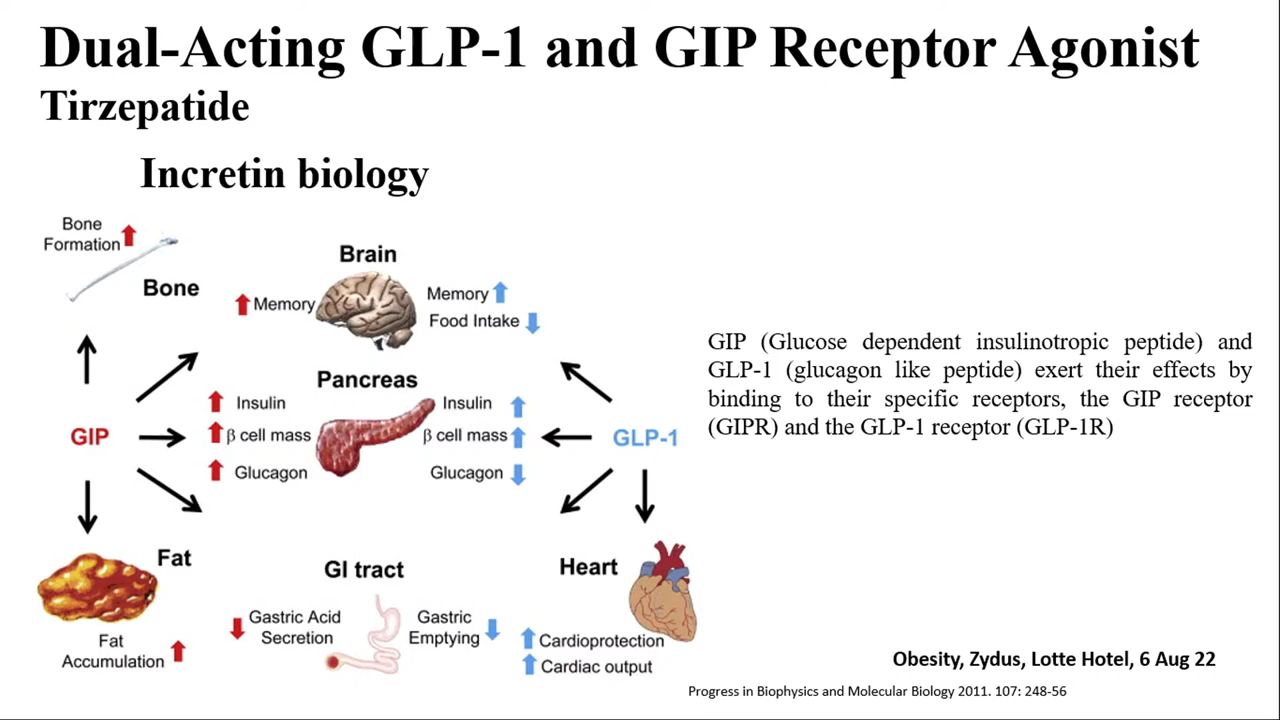 Dual-Acting GLP-1 and GIP Receptor Agonist
Tirzepatide
Incretin biology
Bone
Formation
Bone
Brain
Memory
Memory
Food Intake
Pancreas
Insulin
Insulin
β cell mass
β cell mass
Glucagon
Glucagon
GIP
GLP-1
Fat
Fat
Accumulation
GI tract
Gastric Acid
Secretion
Gastric
Emptying
Heart
Cardioprotection
Cardiac output
GIP (Glucose dependent insulinotropic peptide) and
GLP-1 (glucagon like peptide) exert their effects by
binding to their specific receptors, the GIP receptor
(GIPR) and the GLP-1 receptor (GLP-1R)
Obesity, Zydus, Lotte Hotel, 6 Aug 22
Progress in Biophysics and Molecular Biology 2011. 107: 248-56